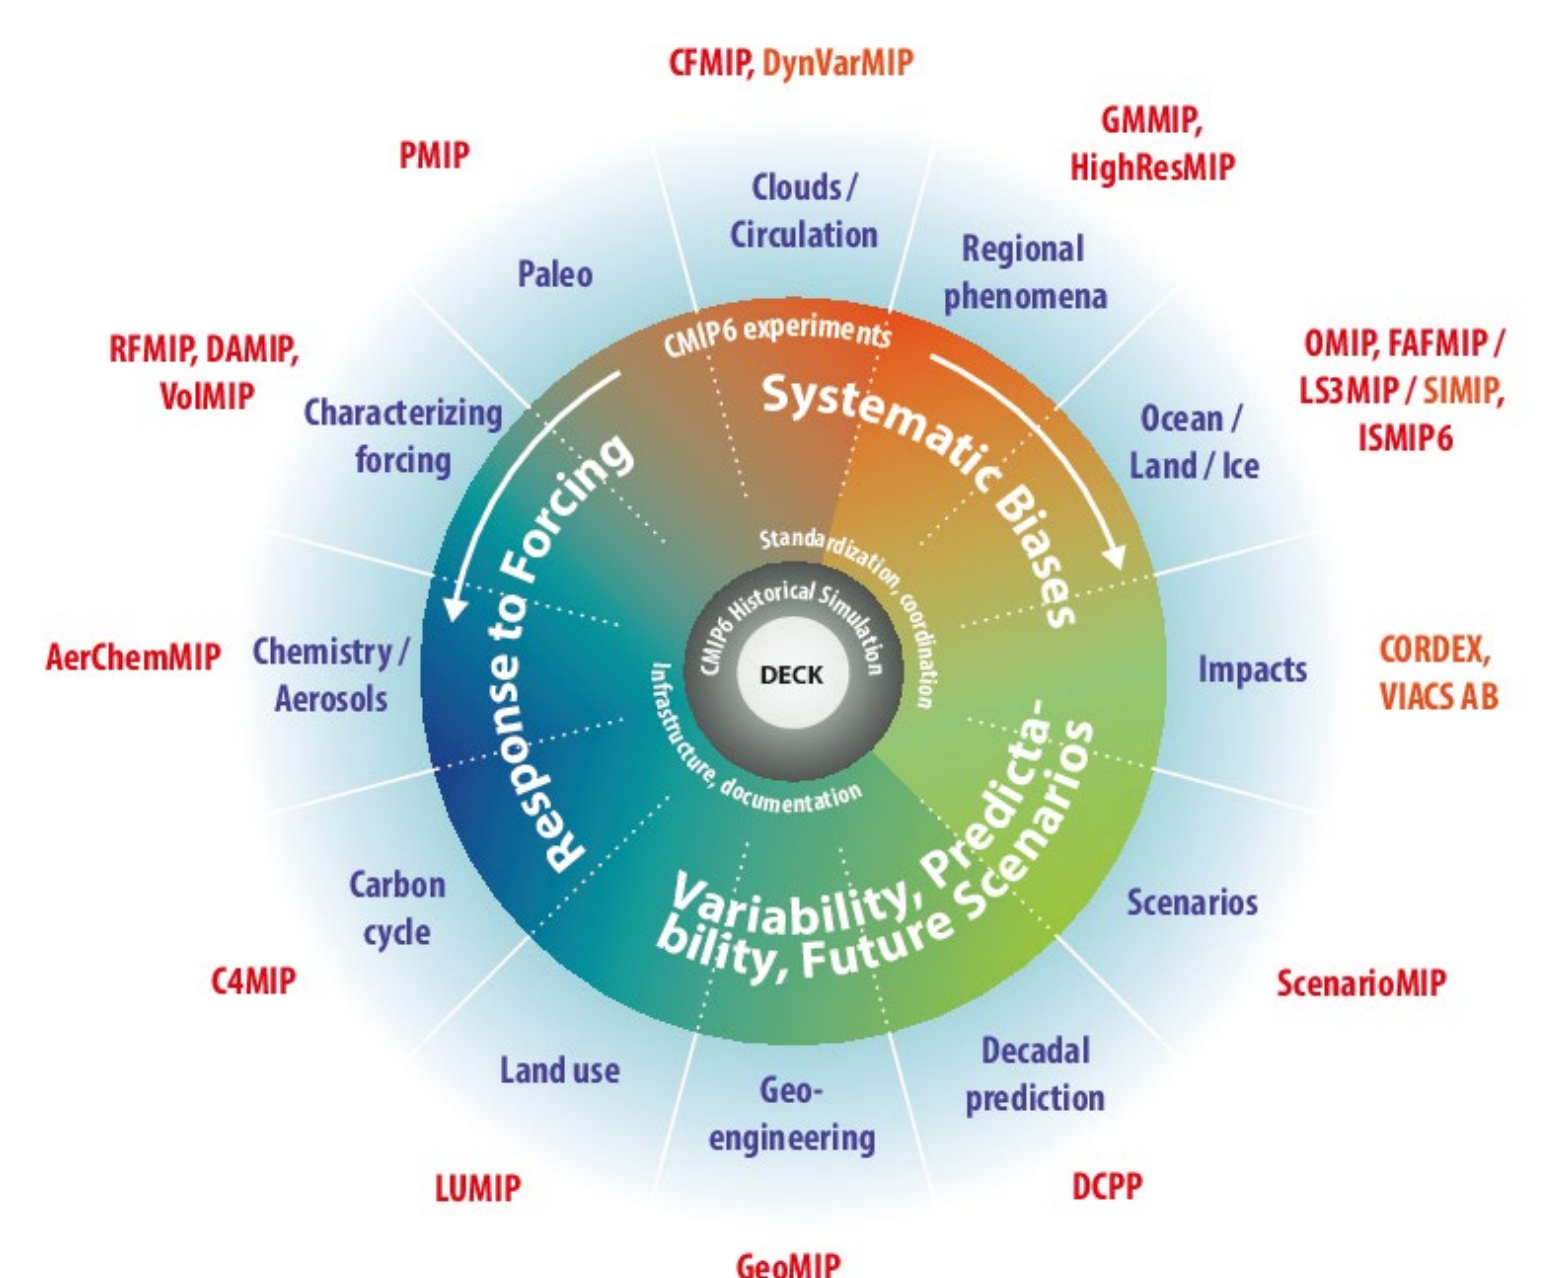 CFMIP, DynVarMIP
GMMIP,
HighResMIP
PMIP
Clouds /
Circulation
Regional
phenomena
Paleo
OMIP, FAFMIP /
LS3MIP / SIMIP,
ISMIP6
RFMIP, DAMIP,
VolMIP
Characterizing
forcing
Ocean /
Land / Ice
CMIP6 experiments
Systematic Biases
Response to Forcing
Standardization, coordination
CMIP6 Historical Simulation
DECK
Infrastructure, documentation
AerChemMIP
Chemistry /
Aerosols
Impacts
CORDEX,
VIACS AB
Variability, Predicta-
bility, Future Scenarios
Carbon
cycle
Scenarios
C4MIP
ScenarioMIP
Land use
Geo-
engineering
Decadal
prediction
LUMIP
DCPP
GeoMIP